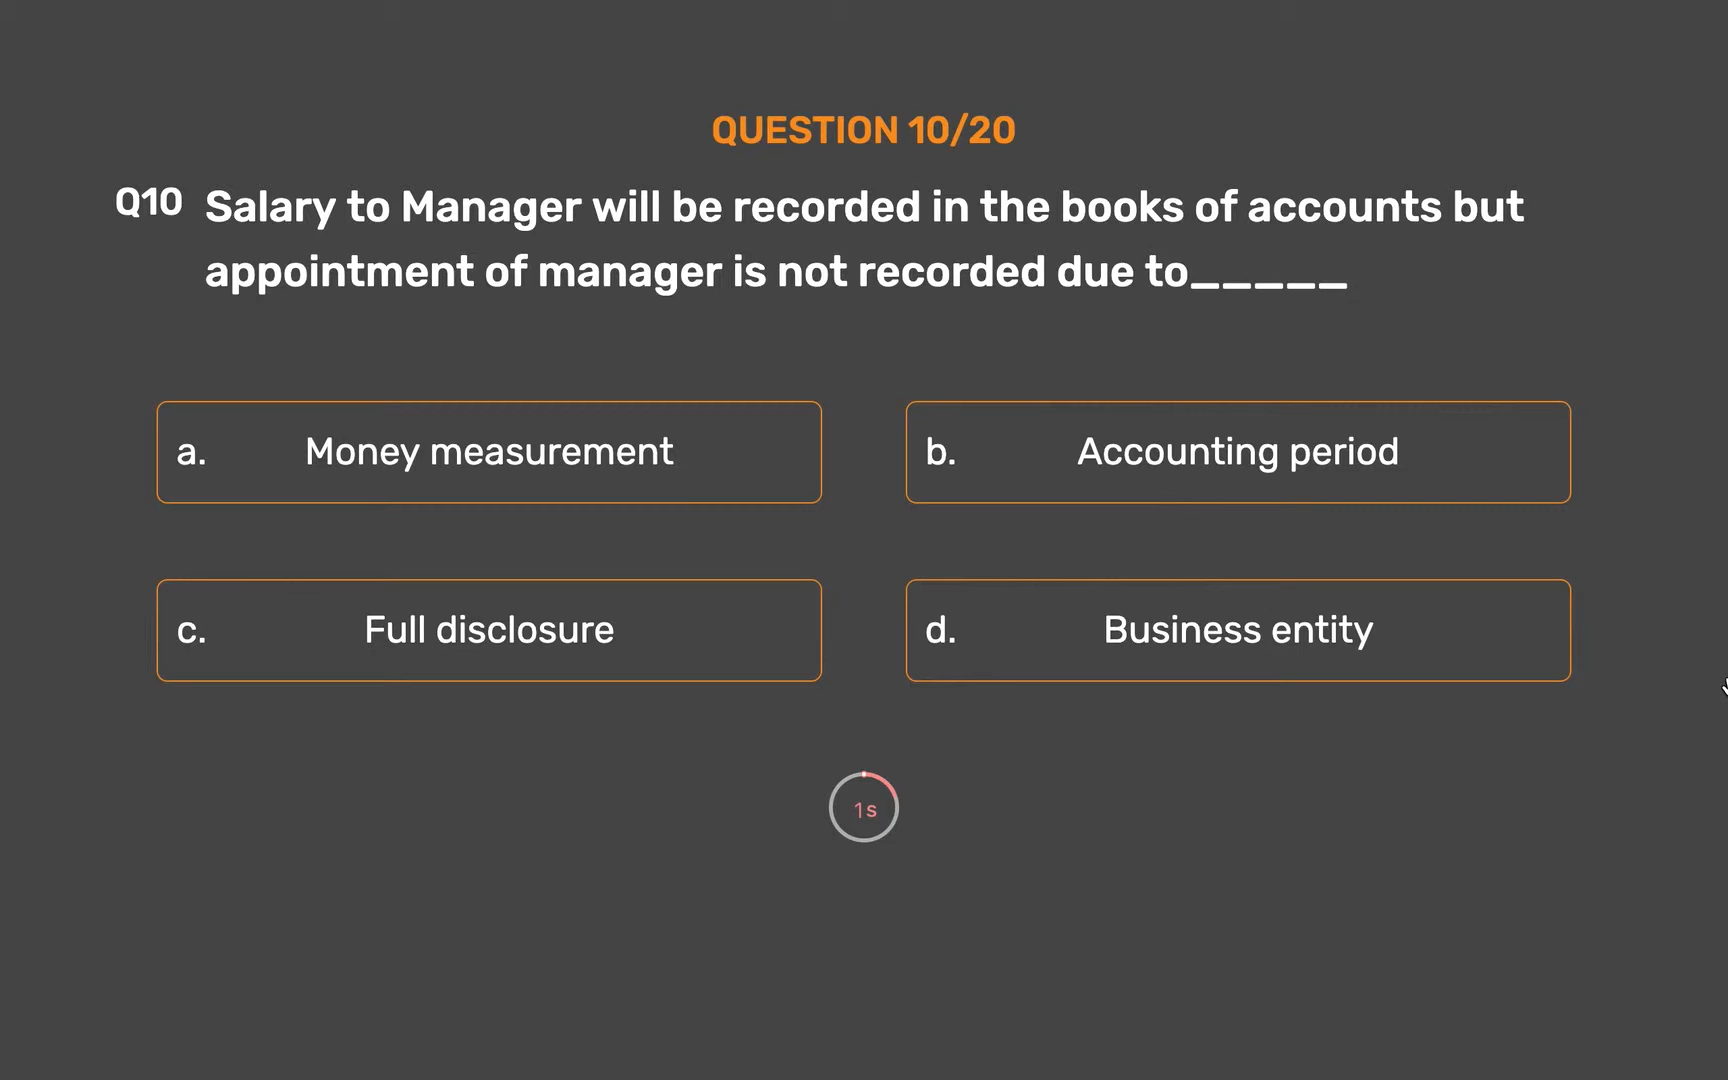 QUESTION 10/20
Q10 Salary to Manager will be recorded in the books of accounts but
appointment of manager is not recorded due to_____
a. Money measurement
b. Accounting period
c. Full disclosure
d. Business entity
1s